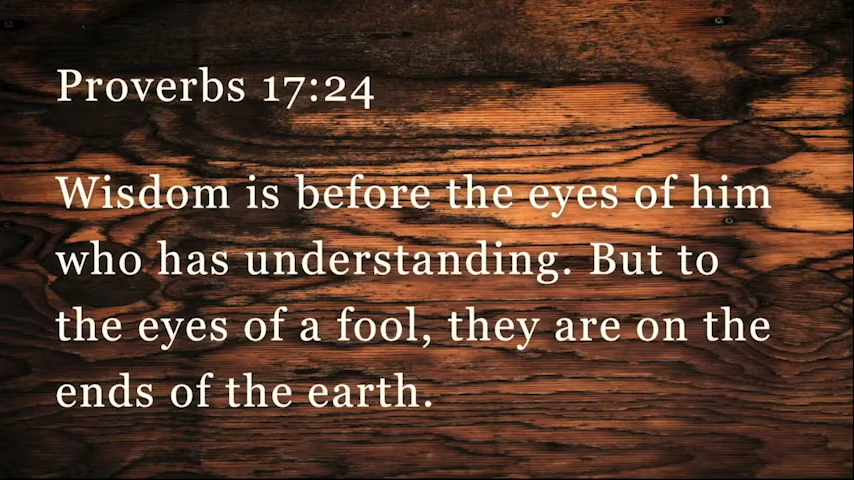 Proverbs 17:24
Wisdom is before the eyes of him
who has understanding. But to
the eyes of a fool, they are on the
ends of the earth.